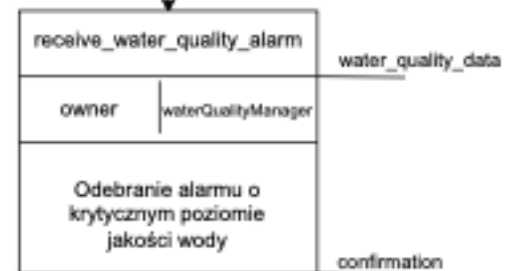 receive_water_quality_alarm
water_quality_data
owner
waterQualityManager
Odebranie alarmu o
krytycznym poziomie
jakości wody
confirmation